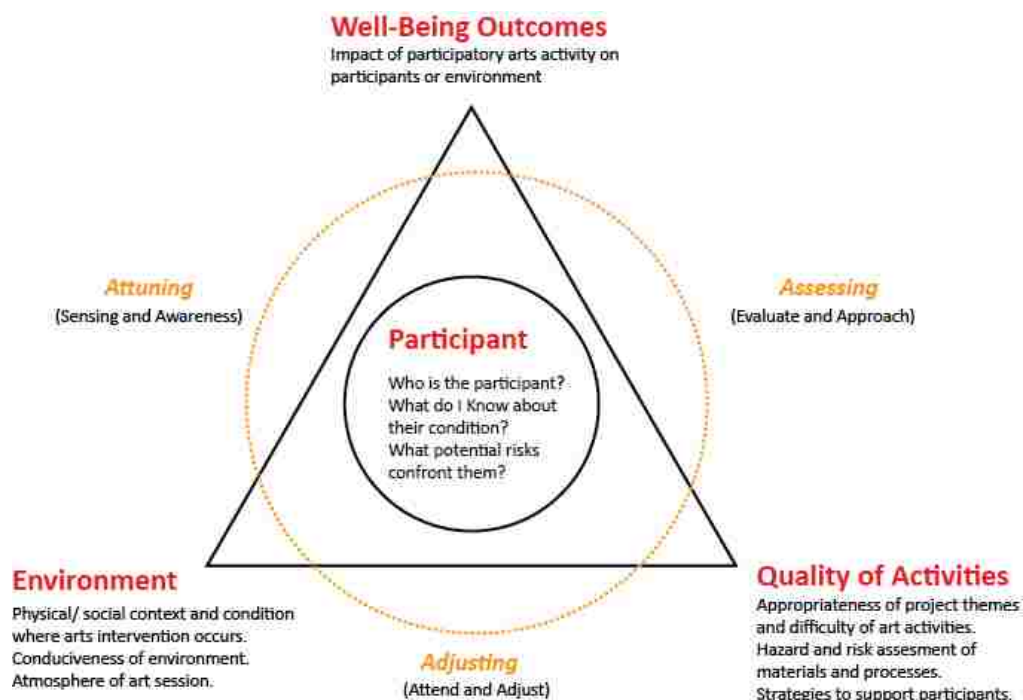 Well-Being Outcomes
Impact of participatory arts activity on
participants or environment
Attuning
(Sensing and Awareness)
Assessing
(Evaluate and Approach)
Participant
Who is the participant?
What do I Know about
their condition?
What potential risks
confront them?
Environment
Physical/ social context and condition
where arts intervention occurs.
Conduciveness of environment.
Atmosphere of art session.
Adjusting
(Attend and Adjust)
Quality of Activities
Appropriateness of project themes
and difficulty of art activities.
Hazard and risk assesment of
materials and processes.
Strategies to support participants.